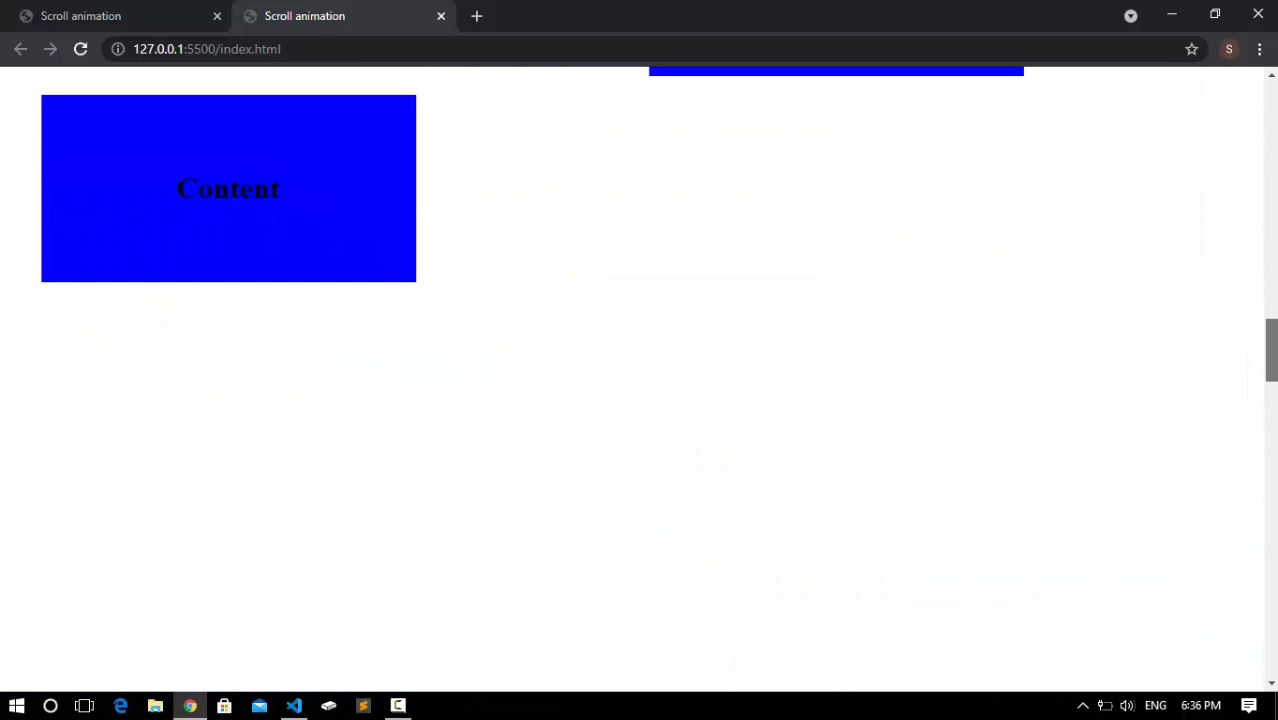 Scroll animation
Scroll animation
127.0.0.1:5500/index.html
S
Content
ENG
6:36 PM